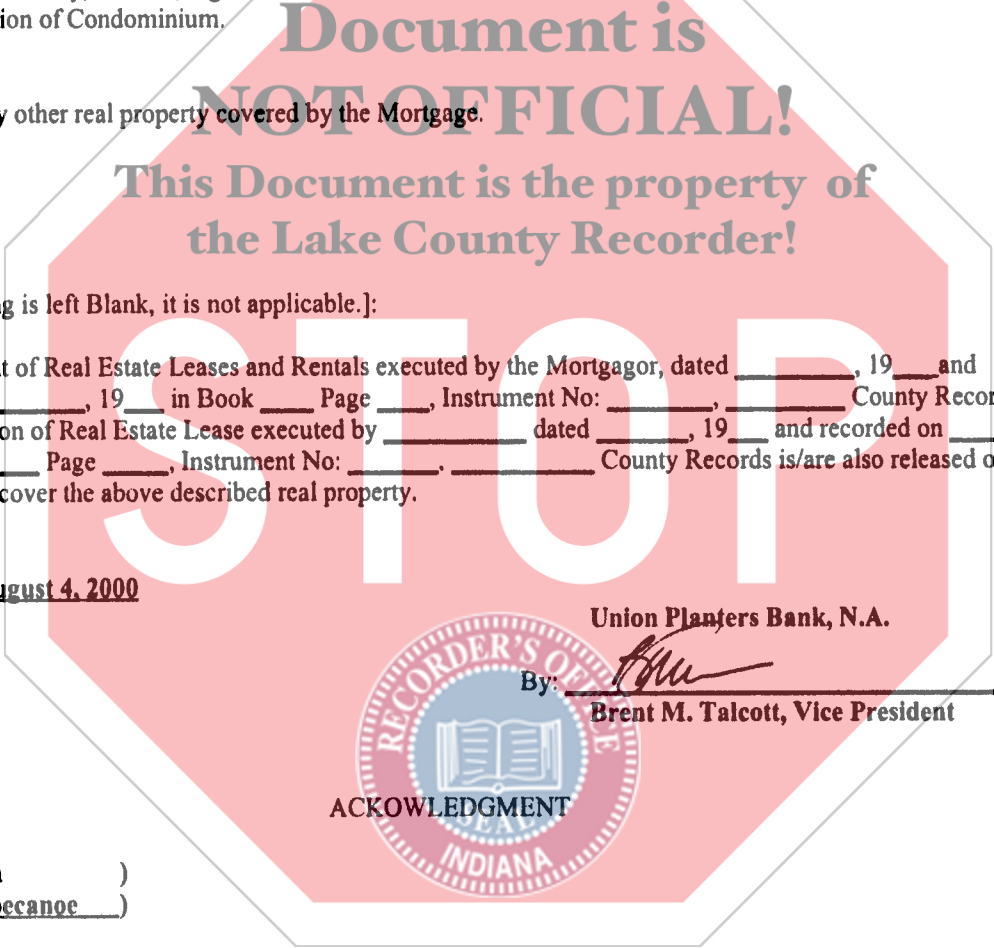 ion of Condominium.
Document is
NOT OFFICIAL!
y other real property covered by the Mortgage.
This Document is the property of
the Lake County Recorder!
g is left Blank, it is not applicable.]:
STOP
t of Real Estate Leases and Rentals executed by the Mortgagor, dated ________, 19___and
________, 19___ in Book ____ Page ____, Instrument No: ________, ________ County Recor
on of Real Estate Lease executed by ________ dated ______, 19___ and recorded on ____
____ Page _____, Instrument No: _______. __________ County Records is/are also released o
cover the above described real property.
ugust 4, 2000
Union Planters Bank, N.A.
By: ________
Brent M. Talcott, Vice President
RECORDER'S OFFICE
SEAL
INDIANA
ACKOWLEDGMENT
)
ecanoe )